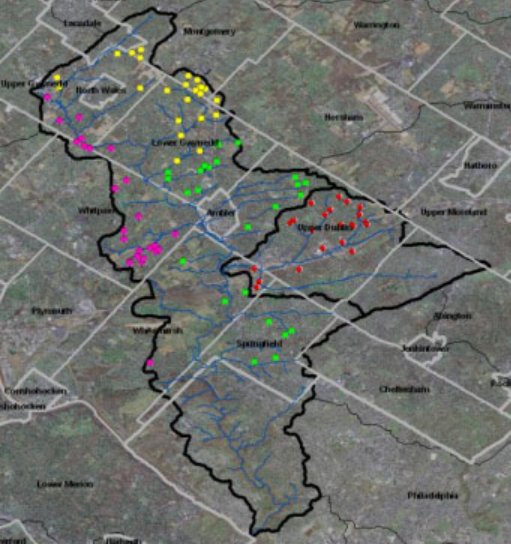 Lansdale
Montgomery
Warrington
Upper Gwynedd
North Wales
Warminster
Horsham
Lower Gwynedd
Hatboro
Whitpain
Ambler
Upper Dublin
Upper Moreland
Plymouth
Whitemarsh
Abington
Springfield
Jenkintown
Conshohocken
Cheltenham
Lower Merion
Philadelphia